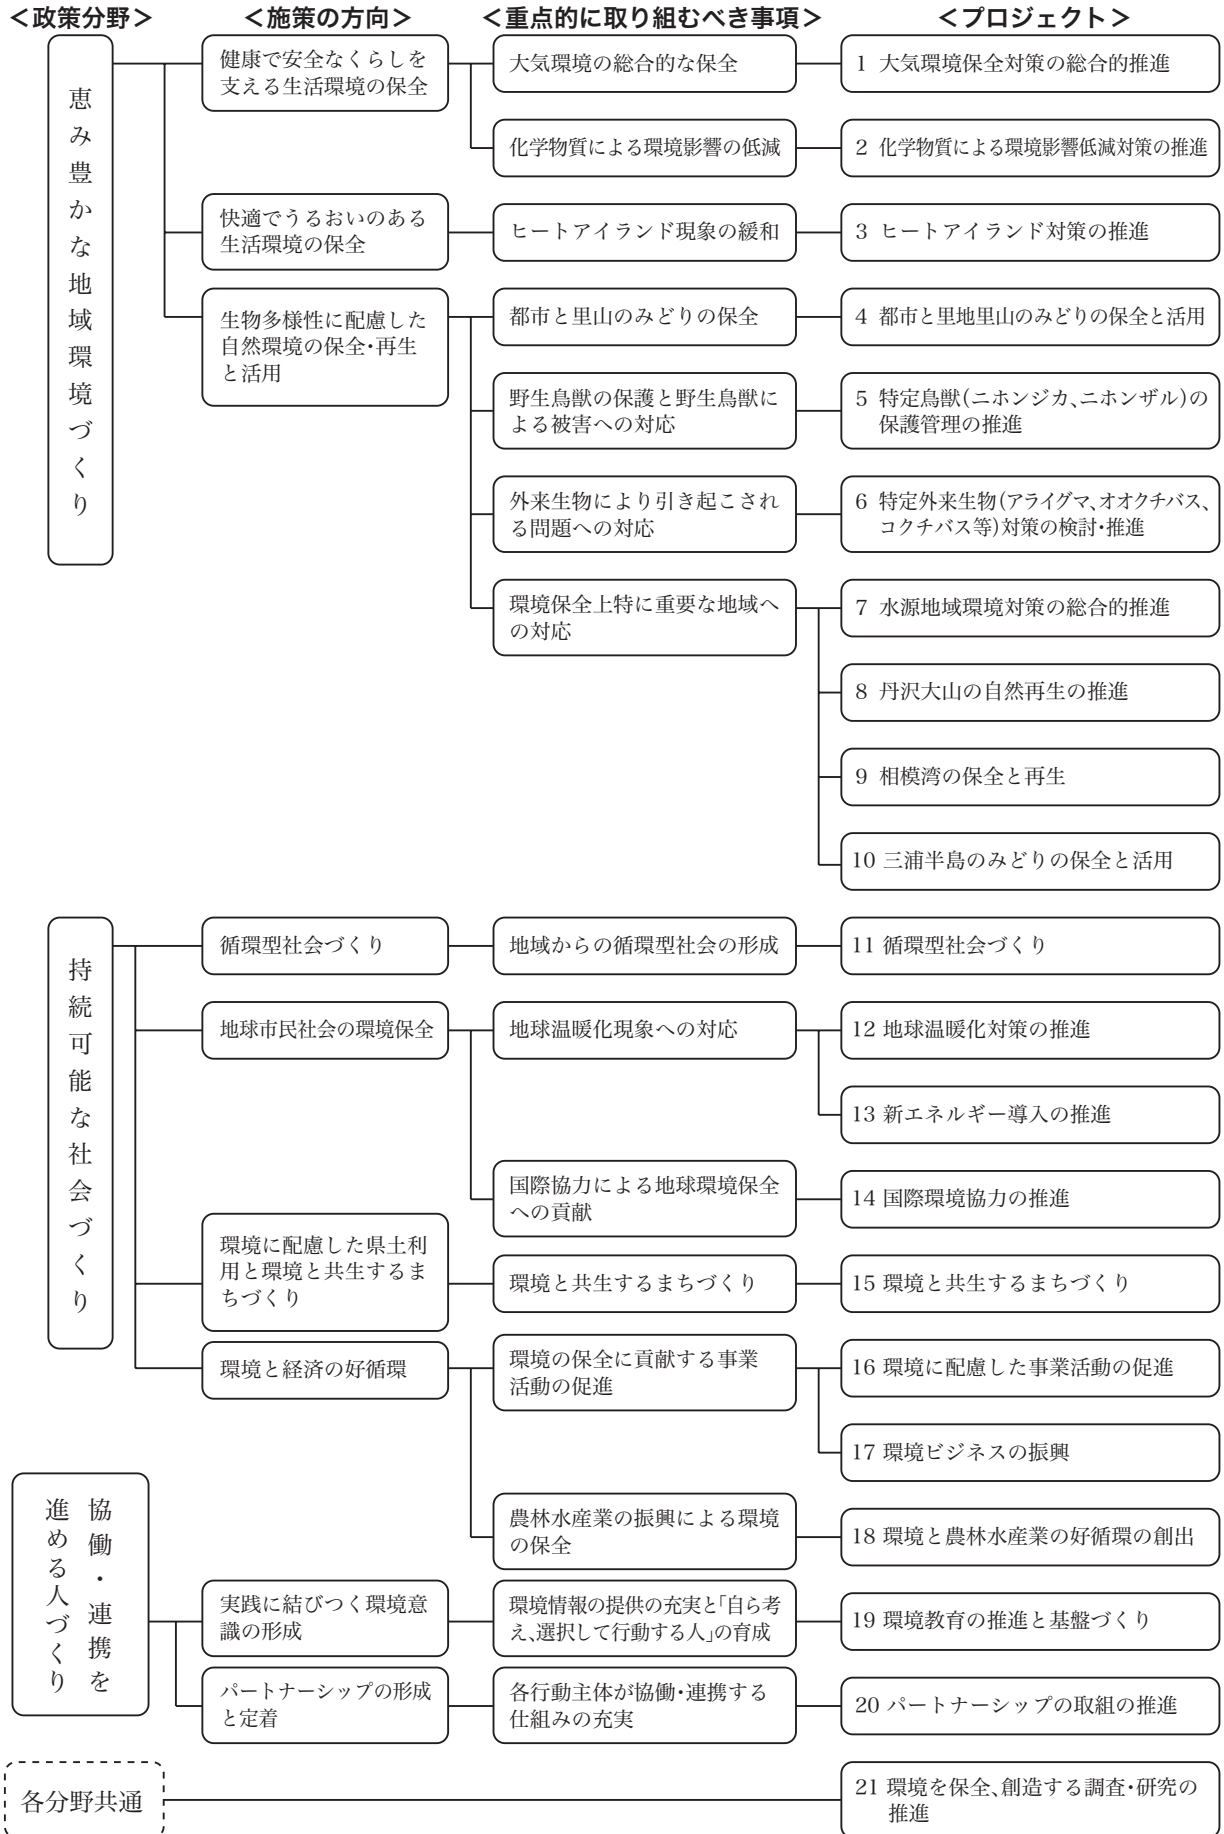 ＜政策分野＞ ＜施策の方向＞ ＜重点的に取り組むべき事項＞ ＜プロジェクト＞
恵み豊かな地域環境づくり
健康で安全なくらしを
支える生活環境の保全
大気環境の総合的な保全
1 大気環境保全対策の総合的推進
化学物質による環境影響の低減
2 化学物質による環境影響低減対策の推進
快適でうるおいのある
生活環境の保全
ヒートアイランド現象の緩和
3 ヒートアイランド対策の推進
生物多様性に配慮した
自然環境の保全･再生
と活用
都市と里山のみどりの保全
4 都市と里地里山のみどりの保全と活用
野生鳥獣の保護と野生鳥獣に
よる被害への対応
5 特定鳥獣(ニホンジカ､ニホンザル)の
保護管理の推進
外来生物により引き起こされ
る問題への対応
6 特定外来生物(アライグマ､オオクチバス､
コクチバス等)対策の検討･推進
環境保全上特に重要な地域へ
の対応
7 水源地域環境対策の総合的推進
8 丹沢大山の自然再生の推進
9 相模湾の保全と再生
10 三浦半島のみどりの保全と活用
持続可能な社会づくり
循環型社会づくり
地域からの循環型社会の形成
11 循環型社会づくり
地球市民社会の環境保全
地球温暖化現象への対応
12 地球温暖化対策の推進
13 新エネルギー導入の推進
国際協力による地球環境保全
への貢献
14 国際環境協力の推進
環境に配慮した県土利
用と環境と共生するま
ちづくり
環境と共生するまちづくり
15 環境と共生するまちづくり
環境と経済の好循環
環境の保全に貢献する事業
活動の促進
16 環境に配慮した事業活動の促進
17 環境ビジネスの振興
農林水産業の振興による環境
の保全
18 環境と農林水産業の好循環の創出
協働・連携を
進める人づくり
実践に結びつく環境意
識の形成
環境情報の提供の充実と｢自ら考
え､選択して行動する人｣の育成
19 環境教育の推進と基盤づくり
パートナーシップの形成
と定着
各行動主体が協働･連携する
仕組みの充実
20 パートナーシップの取組の推進
各分野共通
21 環境を保全､創造する調査･研究の
推進